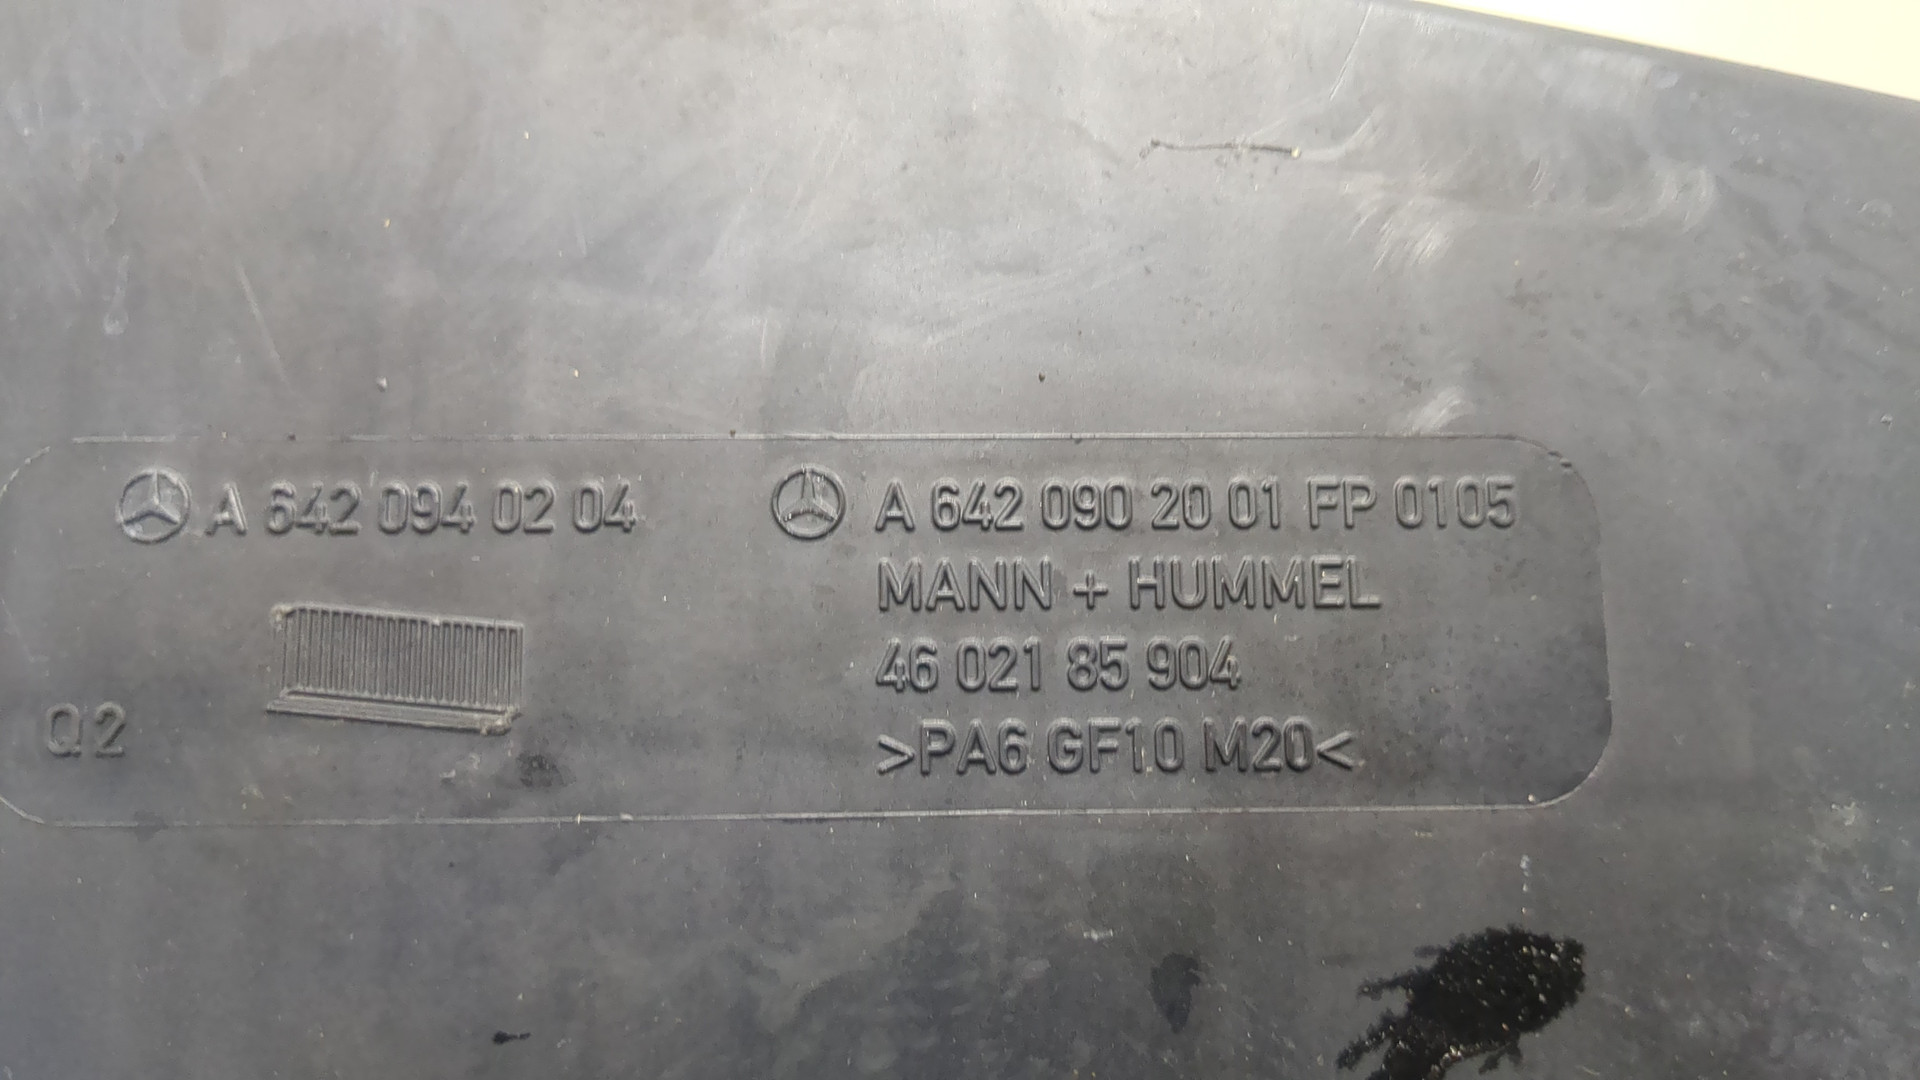 A 642 094 02 04
Q2
A 642 090 20 01 FP 0105
MANN + HUMMEL
46 021 85 904
>PA6 GF10 M20<